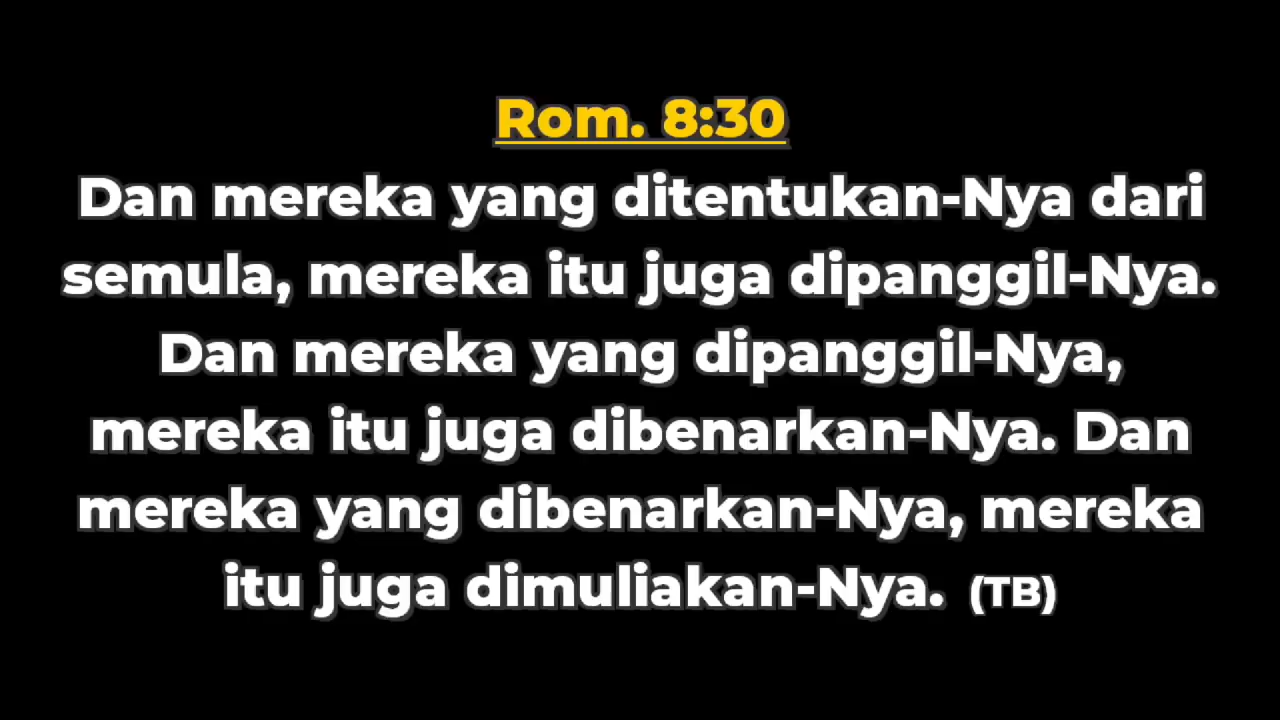 Rom. 8:30
Dan mereka yang ditentukan-Nya dari
semula, mereka itu juga dipanggil-Nya.
Dan mereka yang dipanggil-Nya,
mereka itu juga dibenarkan-Nya. Dan
mereka yang dibenarkan-Nya, mereka
itu juga dimuliakan-Nya. (TB)